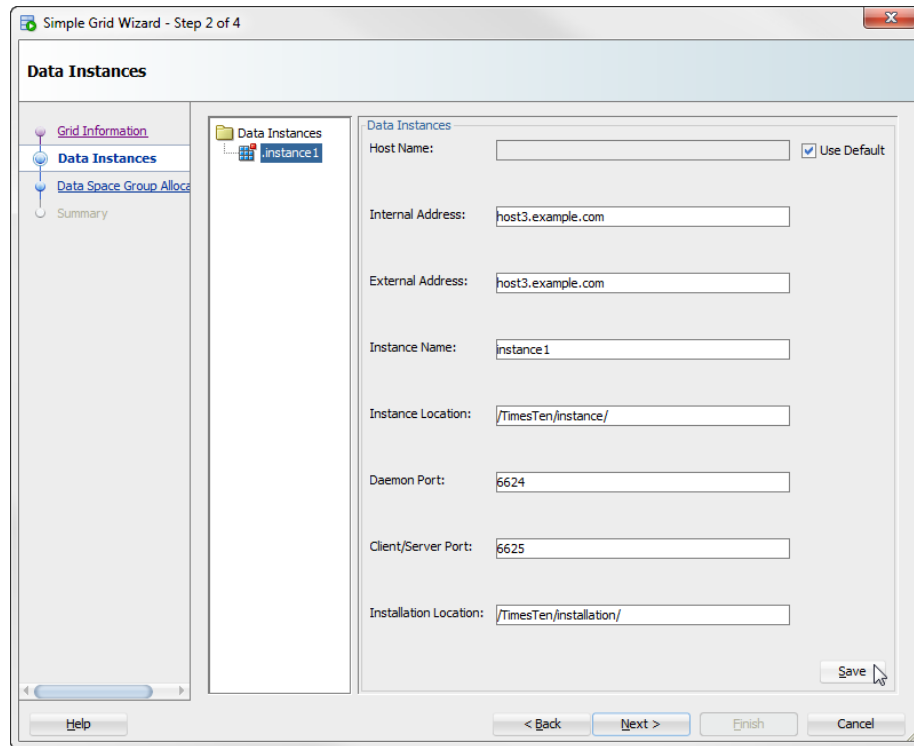 Simple Grid Wizard - Step 2 of 4
Data Instances
Grid Information
Data Instances
Data Space Group Alloca
Summary
Data Instances
.instance1
Data Instances
Host Name:
Use Default
Internal Address: host3.example.com
External Address: host3.example.com
Instance Name: instance1
Instance Location: /TimesTen/instance/
Daemon Port: 6624
Client/Server Port: 6625
Installation Location: /TimesTen/installation/
Save
Help < Back Next > Finish Cancel